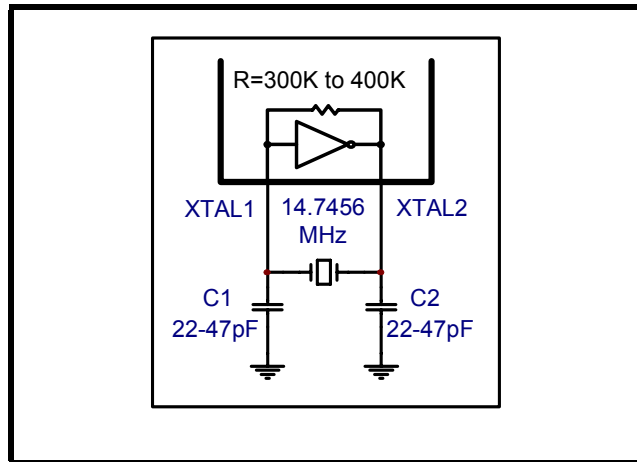 R=300K to 400K
XTAL1
14.7456
MHz
XTAL2
C1
22-47pF
C2
22-47pF